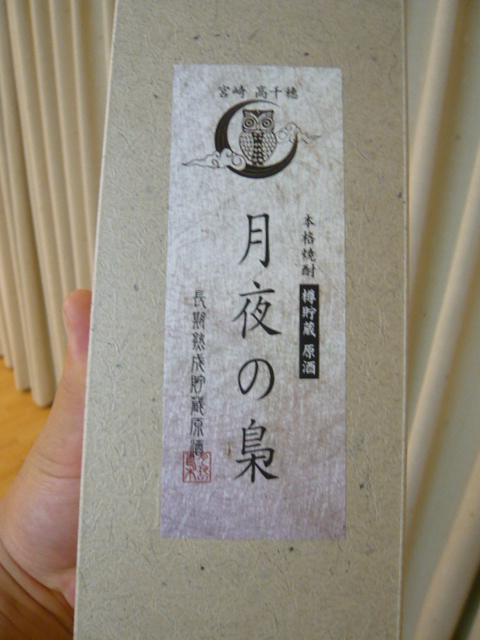 宮崎 高千穂
本格焼酎 樽貯蔵 原酒
月夜の梟
長期熟成貯蔵原酒